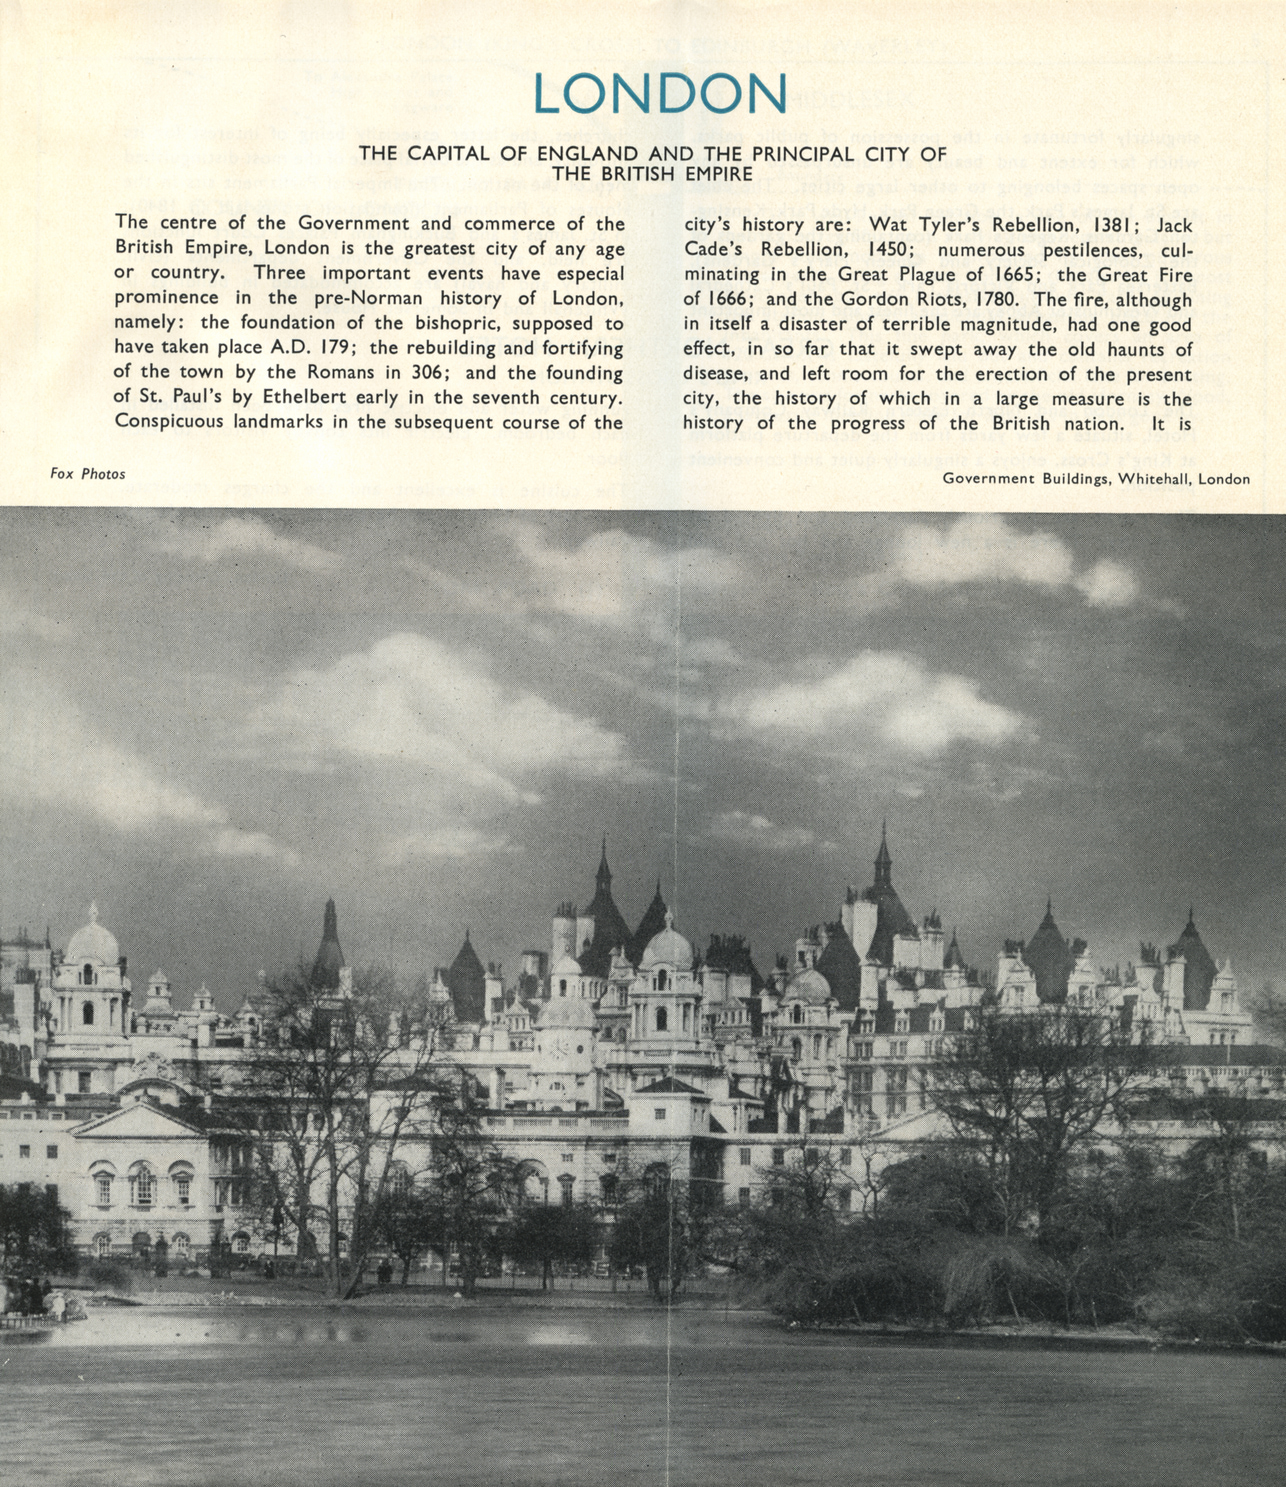 LONDON
THE CAPITAL OF ENGLAND AND THE PRINCIPAL CITY OF
THE BRITISH EMPIRE
The centre of the Government and commerce of the
British Empire, London is the greatest city of any age
or country. Three important events have especial
prominence in the pre-Norman history of London,
namely: the foundation of the bishopric, supposed to
have taken place A.D. 179; the rebuilding and fortifying
of the town by the Romans in 306; and the founding
of St. Paul's by Ethelbert early in the seventh century.
Conspicuous landmarks in the subsequent course of the
city's history are: Wat Tyler's Rebellion, 1381; Jack
Cade's Rebellion, 1450; numerous pestilences, cul-
minating in the Great Plague of 1665; the Great Fire
of 1666; and the Gordon Riots, 1780. The fire, although
in itself a disaster of terrible magnitude, had one good
effect, in so far that it swept away the old haunts of
disease, and left room for the erection of the present
city, the history of which in a large measure is the
history of the progress of the British nation. It is
Fox Photos
Government Buildings, Whitehall, London